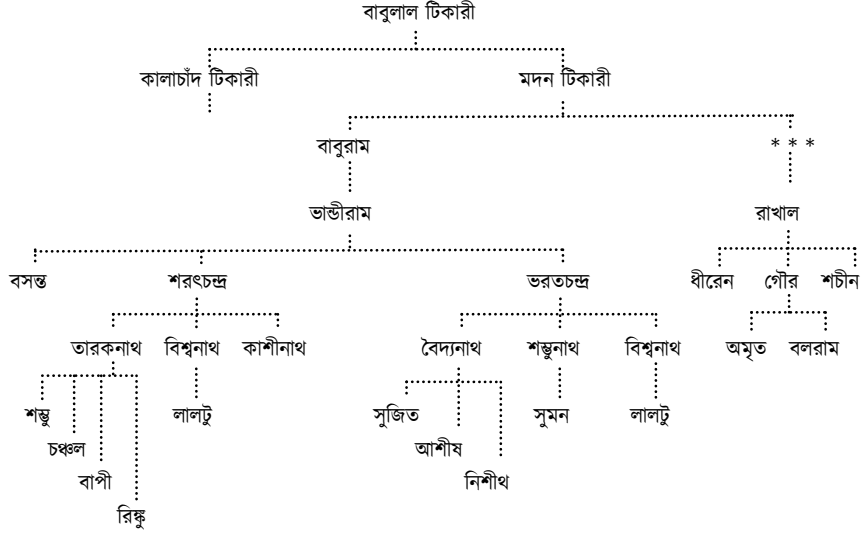 বাবুলাল টিকারী
কালাচাঁদ টিকারী মদন টিকারী
বাবুরাম * * *
ভান্ডীরাম রাখাল
বসন্ত শরৎচন্দ্র ভরতচন্দ্র ধীরেন গৌর শচীন
তারকনাথ বিশ্বনাথ কাশীনাথ বৈদ্যনাথ শম্ভুনাথ বিশ্বনাথ অমৃত বলরাম
শম্ভু লালটু সুজিত সুমন লালটু
চঞ্চল আশীষ
বাপী নিশীথ
রিঙ্কু